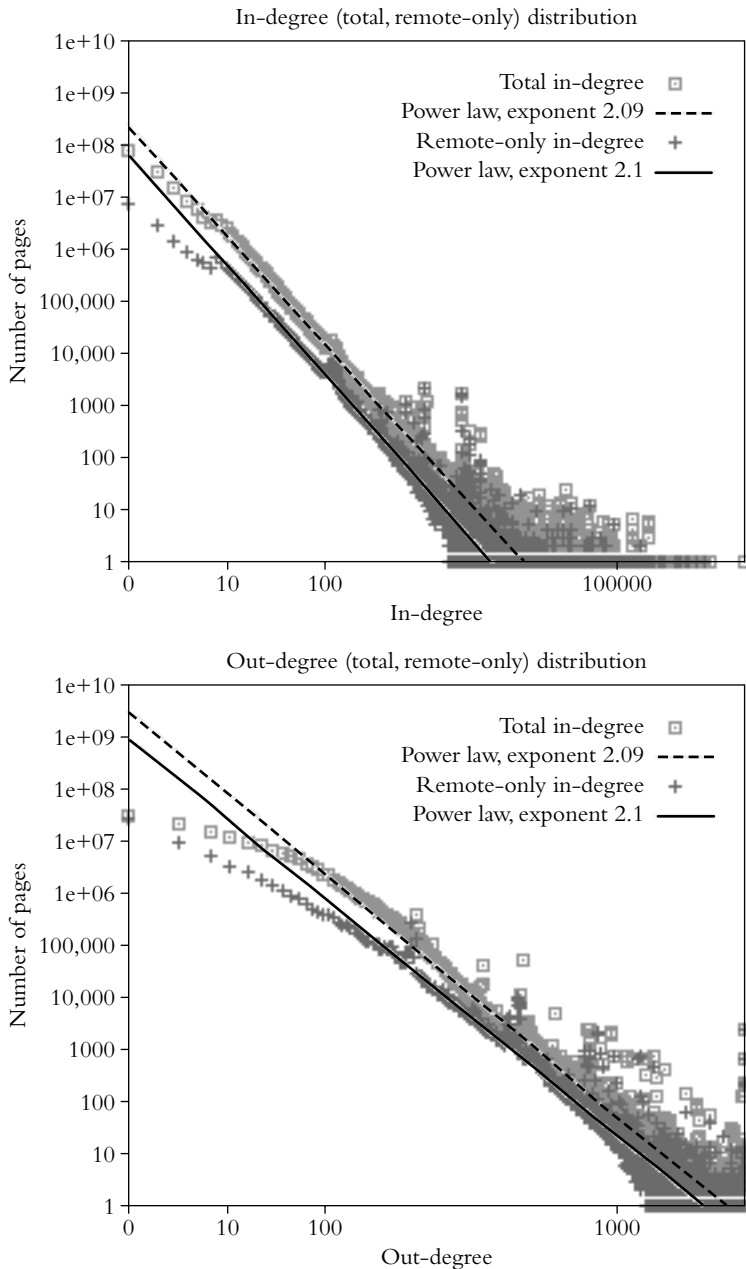 In-degree (total, remote-only) distribution
1e+10
1e+09
1e+08
1e+07
1e+06
100,000
10,000
1000
100
10
1
Number of pages
Total in-degree
Power law, exponent 2.09
Remote-only in-degree
Power law, exponent 2.1
0 10 100 100000
In-degree
Out-degree (total, remote-only) distribution
1e+10
1e+09
1e+08
1e+07
1e+06
100,000
10,000
1000
100
10
1
Number of pages
Total in-degree
Power law, exponent 2.09
Remote-only in-degree
Power law, exponent 2.1
0 10 100 1000
Out-degree